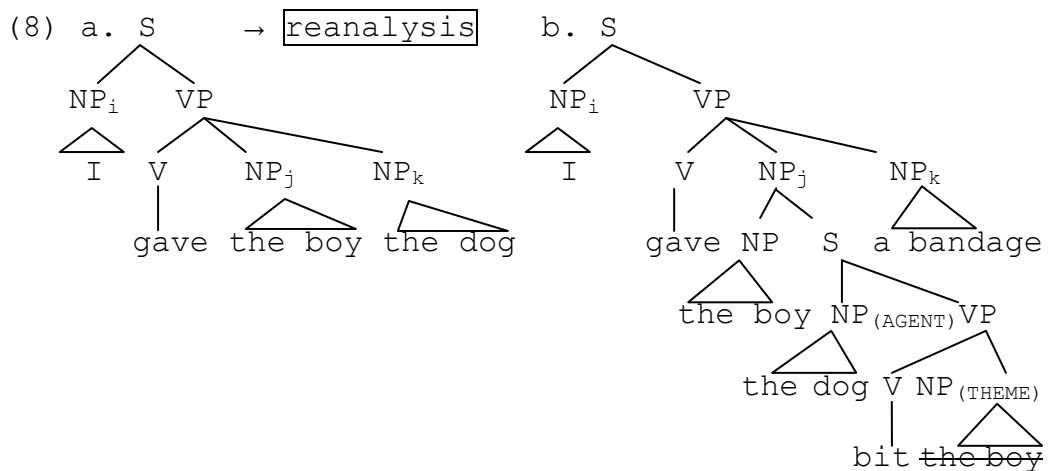 (8) a. S → reanalysis b. S
NPi VP NPi VP
I V NPj NPk I V NPj NPk
gave the boy the dog gave NP S a bandage
the boy NP(AGENT) VP
the dog V NP(THEME)
bit the boy